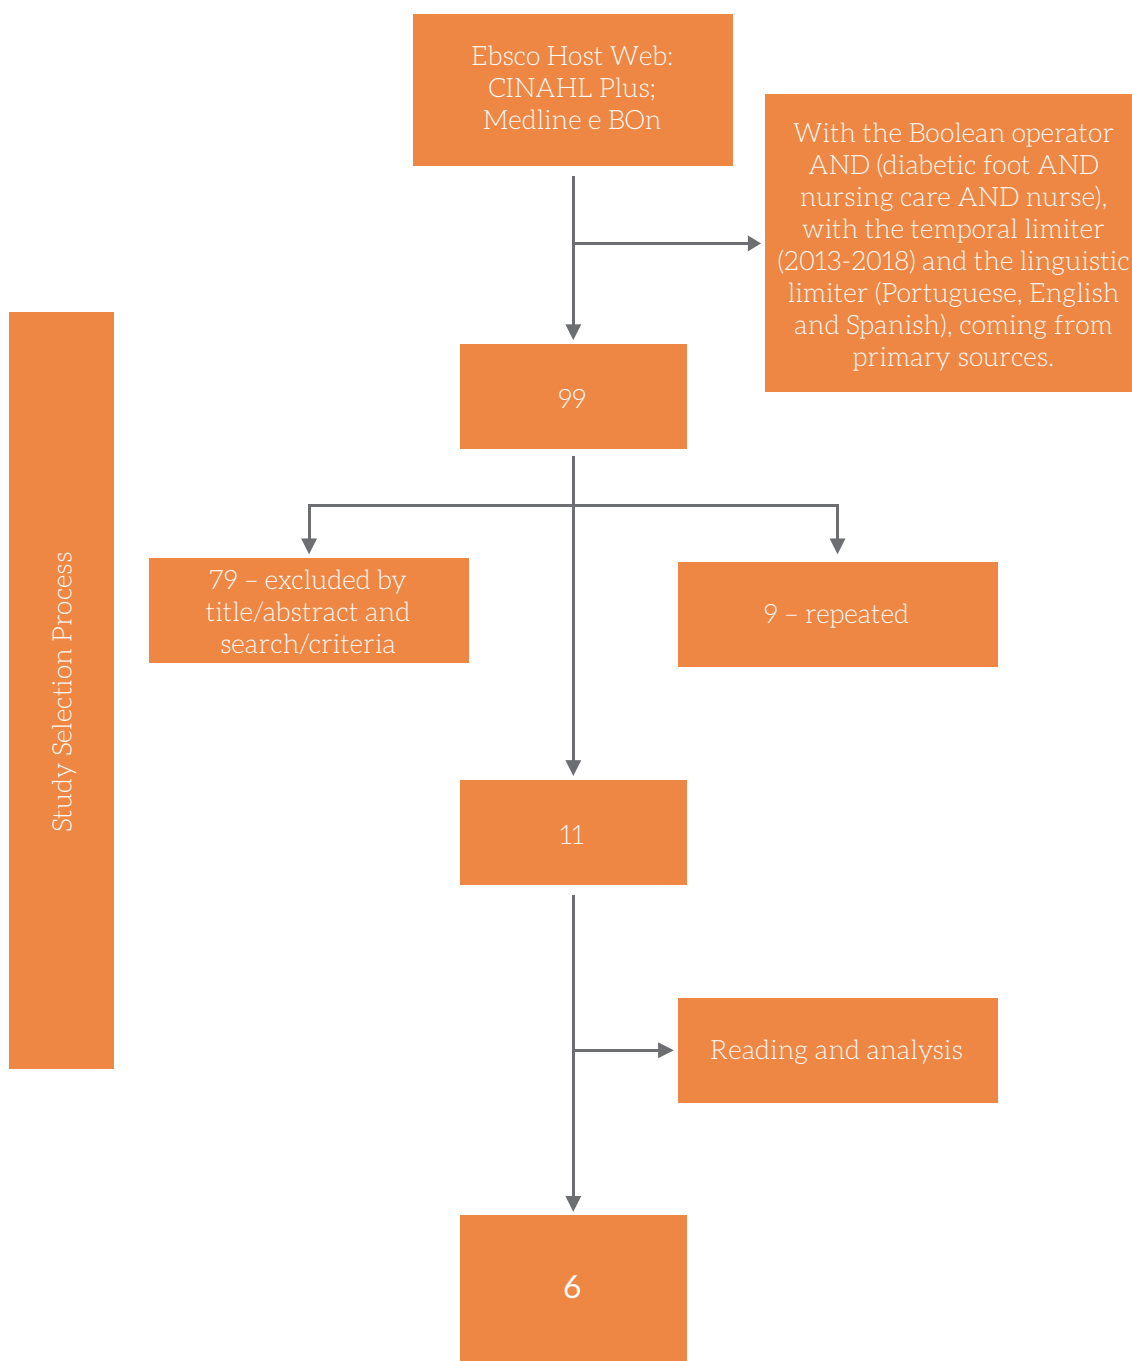 Ebsco Host Web:
CINAHL Plus;
Medline e BOn
With the Boolean operator
AND (diabetic foot AND
nursing care AND nurse),
with the temporal limiter
(2013-2018) and the linguistic
limiter (Portuguese, English
and Spanish), coming from
primary sources.
Study Selection Process
99
79 – excluded by
title/abstract and
search/criteria
9 – repeated
11
Reading and analysis
6